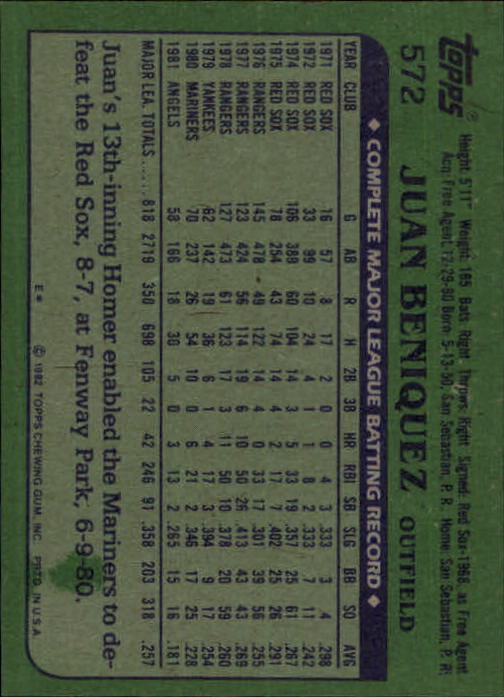 topps® Height 5'11" Weight: 165 Bats: Right Throws: Right Signed: Red Sox-1968, as Free Agent
Acq: Free Agent, 12-29-80 Born: 5-13-50, San Sebastian, P. R. Home: San Sebastian, P. R.
572 JUAN BENIQUEZ OUTFIELD
◆ COMPLETE MAJOR LEAGUE BATTING RECORD ◆
YEAR CLUB G AB R H 2B 3B HR RBI SB SLG BB SO AVG
1971 RED SOX 16 57 8 17 2 0 0 4 3 .333 3 4 .298
1972 RED SOX 33 99 10 24 4 1 1 8 2 .333 7 11 .242
1974 RED SOX 106 389 60 104 14 3 5 33 19 .357 25 61 .267
1975 RED SOX 78 254 43 74 14 4 2 17 7 .402 25 26 .291
1976 RANGERS 145 478 49 122 14 4 0 33 17 .301 39 56 .255
1977 RANGERS 123 424 56 114 19 6 10 50 26 .413 43 43 .269
1978 RANGERS 127 473 61 123 17 3 11 50 10 .378 20 59 .260
1979 YANKEES 62 142 19 36 6 1 4 17 3 .394 9 17 .254
1980 MARINERS 70 237 26 54 10 0 6 21 2 .346 17 25 .228
1981 ANGELS 58 166 18 30 5 0 3 13 2 .265 15 16 .181
MAJOR LEA. TOTALS..... 818 2719 350 698 105 22 42 246 91 .358 203 318 .257
Juan's 13th-inning Homer enabled the Mariners to de-
feat the Red Sox, 8-7, at Fenway Park, 6-9-80.
E* © 1982 TOPPS CHEWING GUM, INC. PRTD. IN U.S.A.